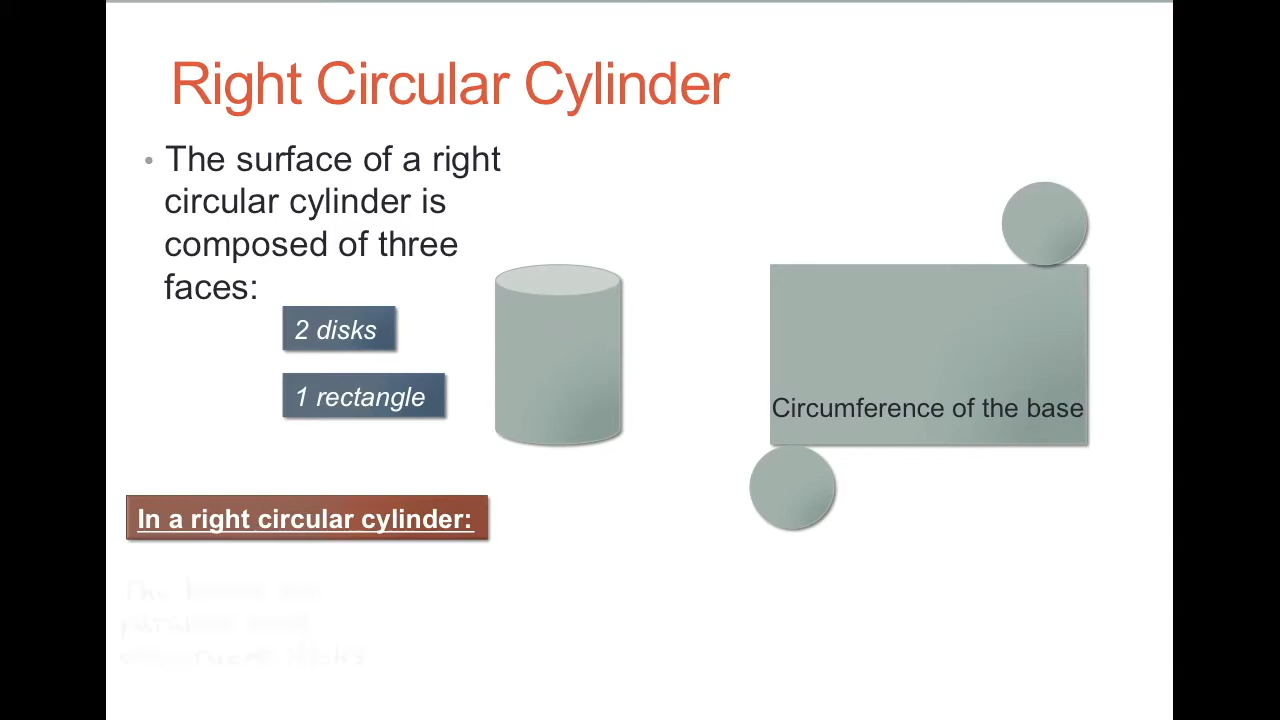 Right Circular Cylinder
• The surface of a right
circular cylinder is
composed of three
faces:
2 disks
1 rectangle
Circumference of the base
In a right circular cylinder: